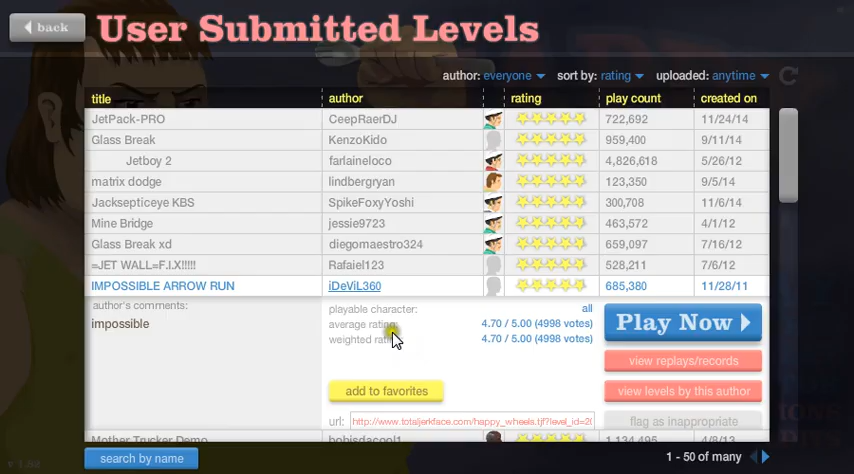 back
User Submitted Levels
author: everyone sort by: rating uploaded: anytime
title author rating play count created on
JetPack-PRO CeepRaerDJ 722,692 11/24/14
Glass Break KenzoKido 959,400 9/11/14
Jetboy 2 farlaineloco 4,826,618 5/26/12
matrix dodge lindbergryan 123,350 9/5/14
Jacksepticeye KBS SpikeFoxyYoshi 300,708 11/6/14
Mine Bridge jessie9723 463,572 4/1/12
Glass Break xd diegomaestro324 659,097 7/16/12
=JET WALL=F.I.X!!!!! Rafaiel123 528,211 7/6/12
IMPOSSIBLE ARROW RUN iDeViL360 685,380 11/28/11
author's comments:
impossible
playable character: all
average rating: 4.70 / 5.00 (4998 votes)
weighted rating: 4.70 / 5.00 (4998 votes)
Play Now
view replays/records
add to favorites
view levels by this author
url: http://www.totaljerkface.com/happy_wheels.tjf?level_id=2
flag as inappropriate
Mother Trucker Demo bobisdacool1 1,134,495 4/8/13
search by name
1 - 50 of many